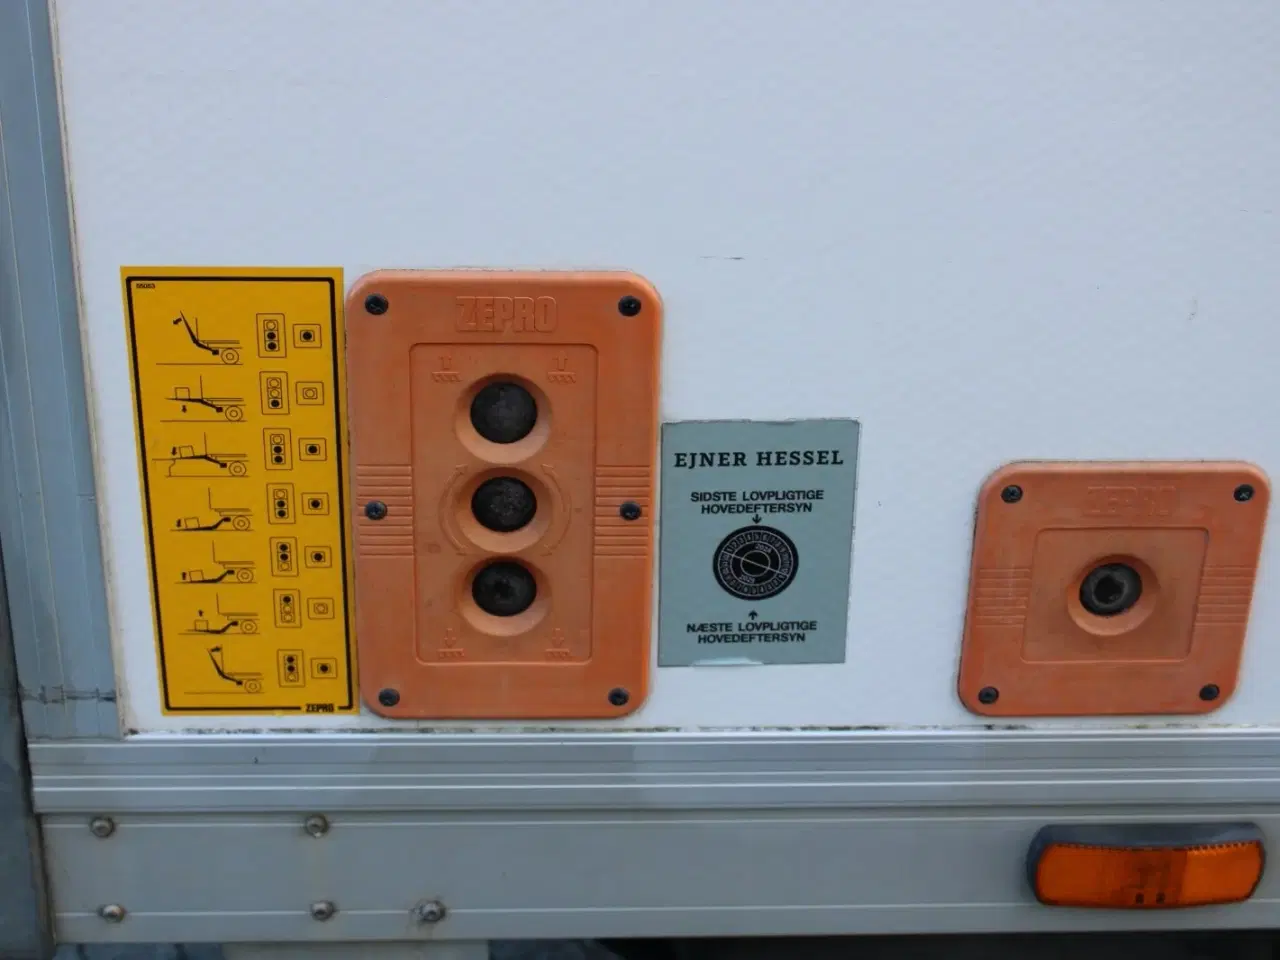 ZEPRO
ZEPRO
EJNER HESSEL
SIDSTE LOVPLIGTIGE
HOVEDEFTERSYN
NÆSTE LOVPLIGTIGE
HOVEDEFTERSYN
ZEPRO